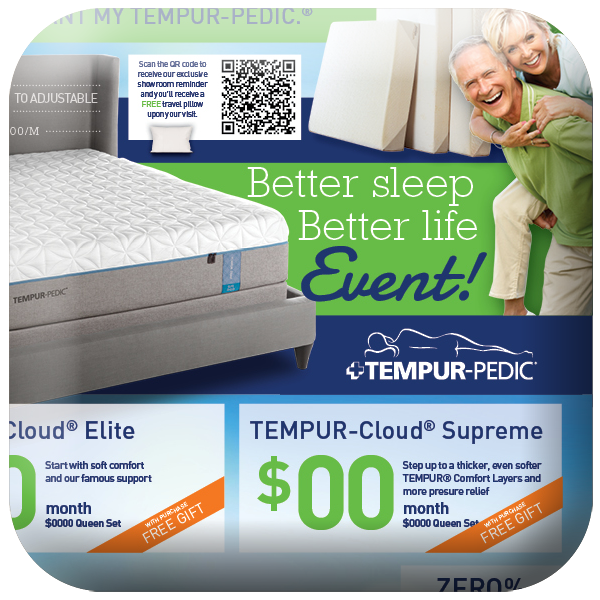 ANT MY TEMPUR-PEDIC.®
Scan the QR code to
receive our exclusive
showroom reminder
and you'll receive a
FREE travel pillow
upon your visit.
TO ADJUSTABLE
00/M
Better sleep
Better life
Event!
TEMPUR-PEDIC
TEMPUR-PEDIC®
Cloud® Elite
Start with soft comfort
and our famous support
0
month
$0000 Queen Set
WITH PURCHASE
FREE GIFT
TEMPUR-Cloud® Supreme
$00
Step up to a thicker, even softer
TEMPUR® Comfort Layers and
more presure relief
month
$0000 Queen Set
WITH PURCHASE
FREE GIFT
ZERO%